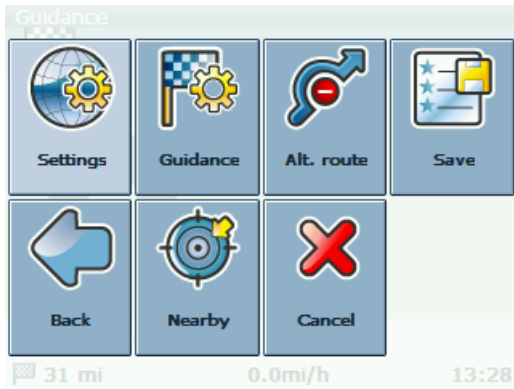 Guidance
Settings
Guidance
Alt. route
Save
Back
Nearby
Cancel
31 mi 0.0mi/h 13:28